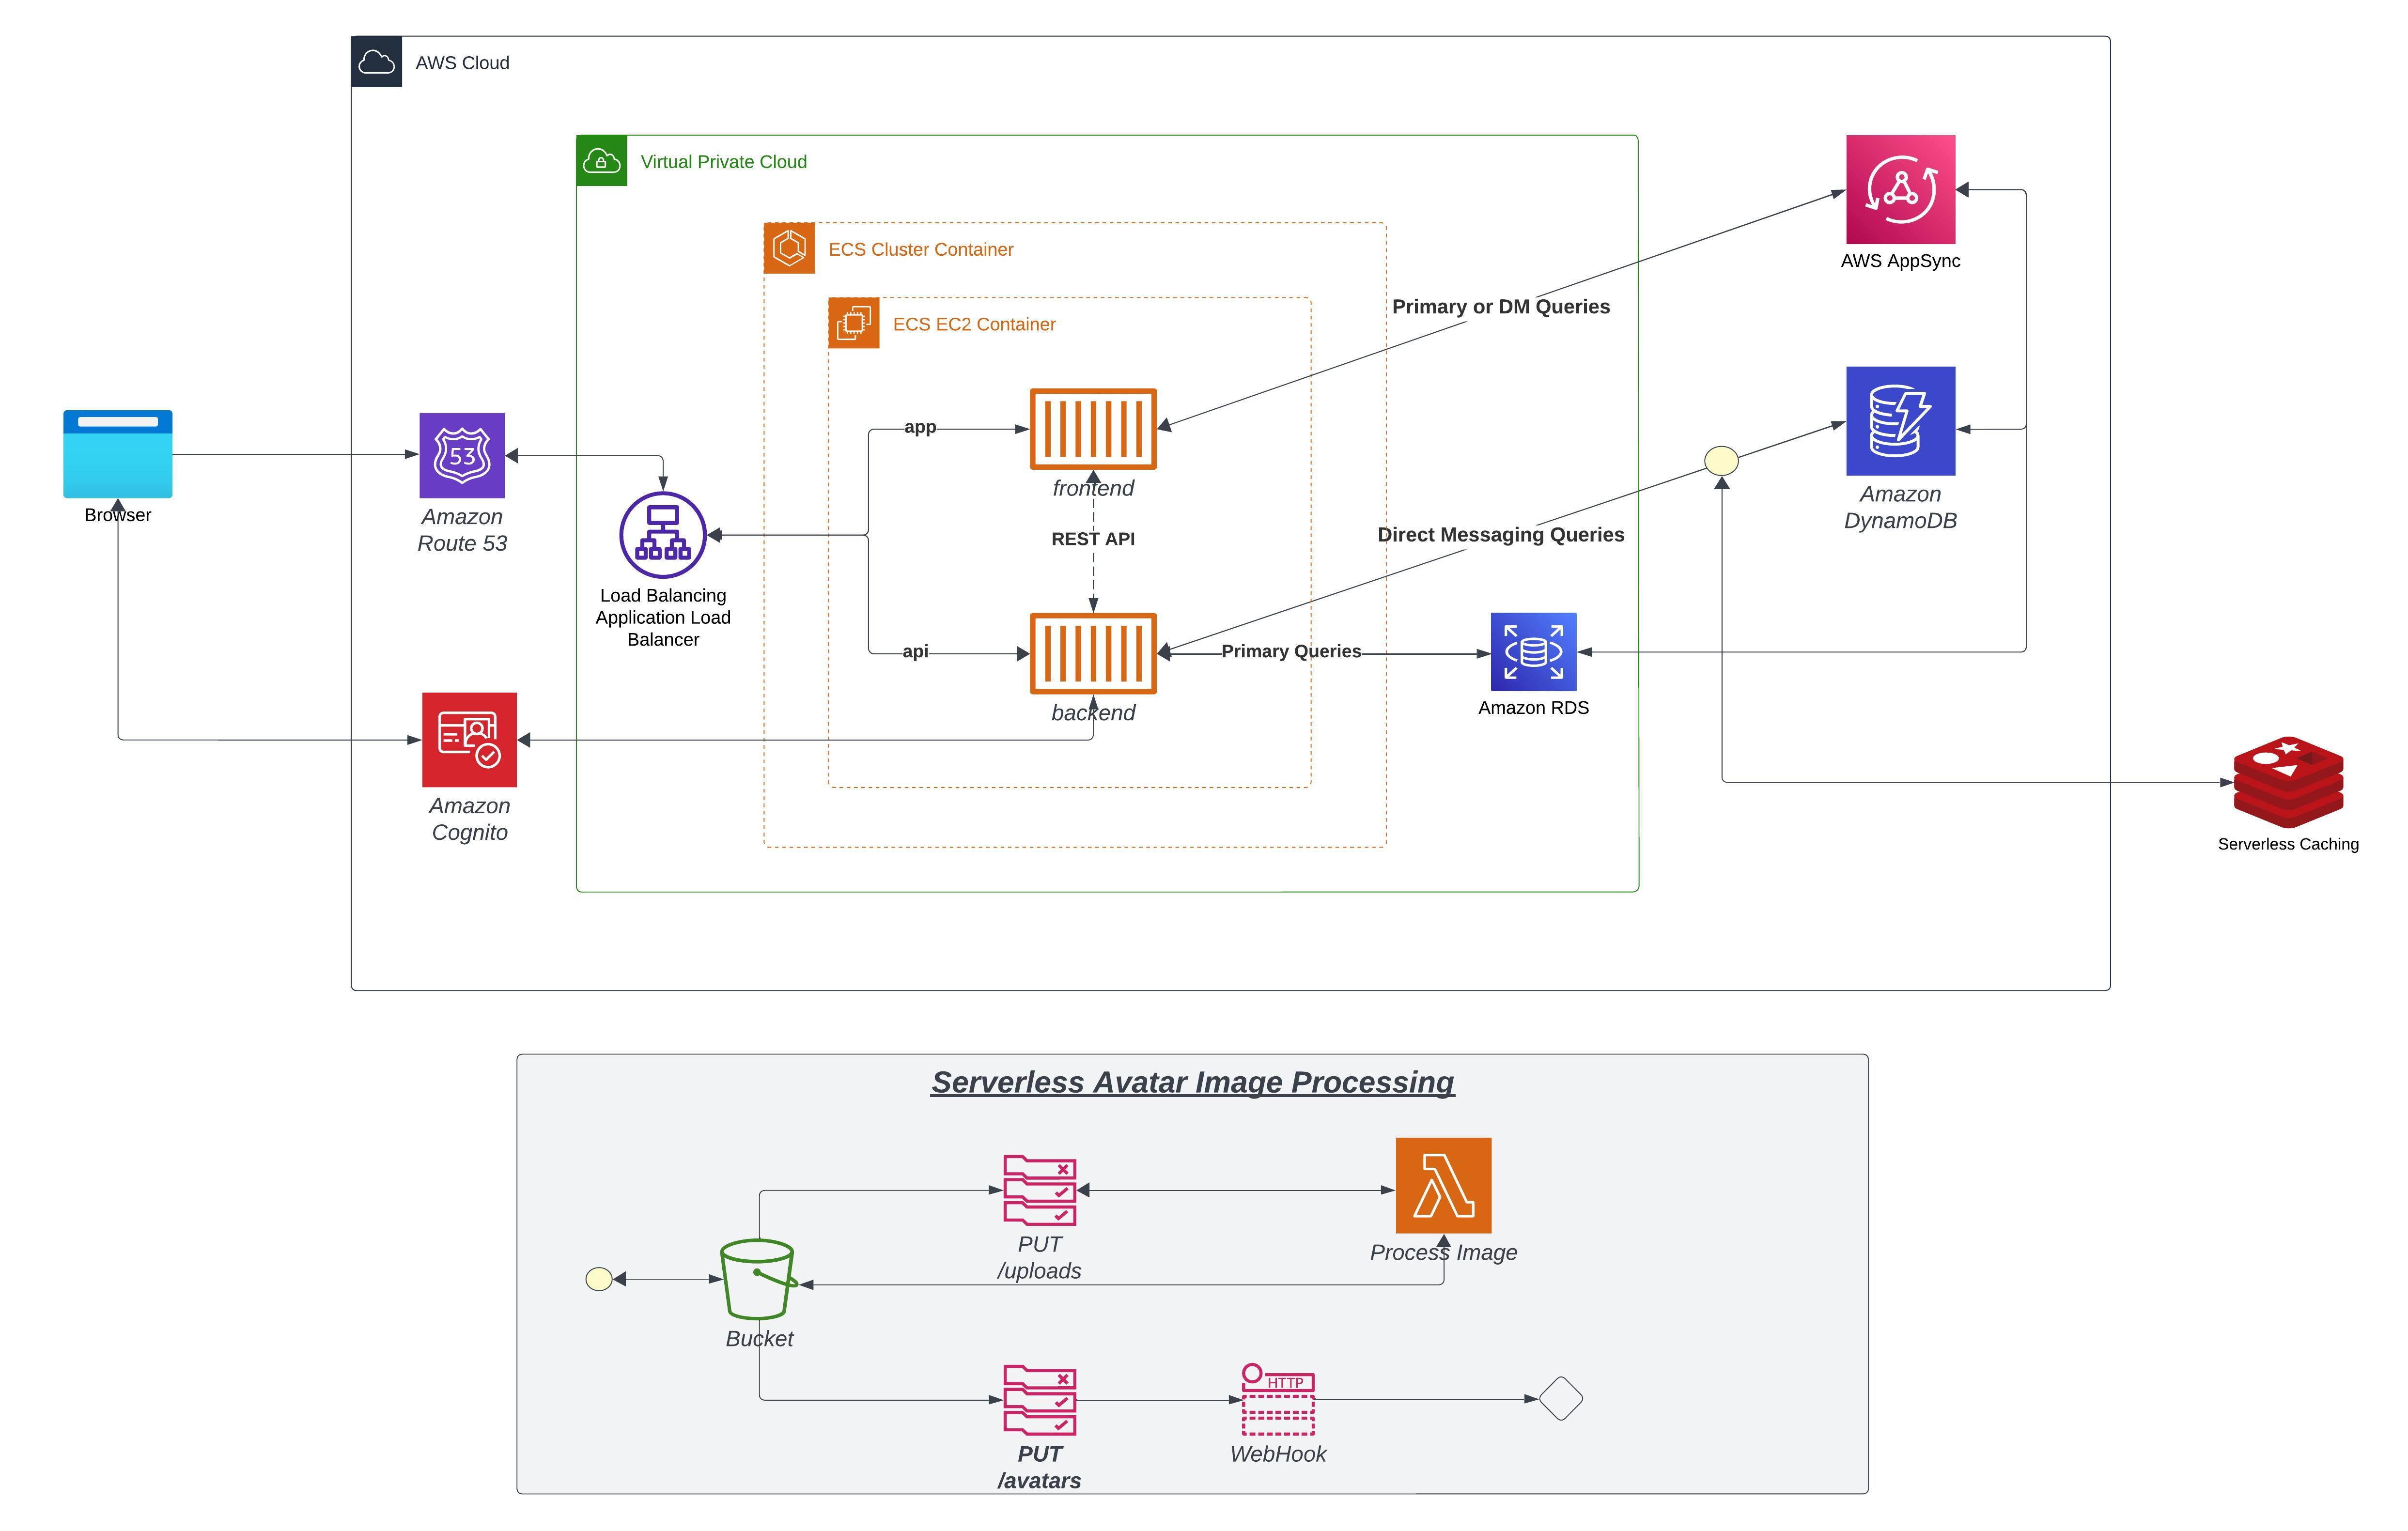 AWS Cloud
Virtual Private Cloud
ECS Cluster Container
ECS EC2 Container
AWS AppSync
Primary or DM Queries
app
frontend
Browser
53
Amazon
Route 53
Amazon
DynamoDB
Direct Messaging Queries
REST API
Load Balancing
Application Load
Balancer
api
Primary Queries
backend
Amazon RDS
Amazon
Cognito
Serverless Caching
Serverless Avatar Image Processing
PUT
/uploads
Process Image
Bucket
HTTP
PUT
/avatars
WebHook